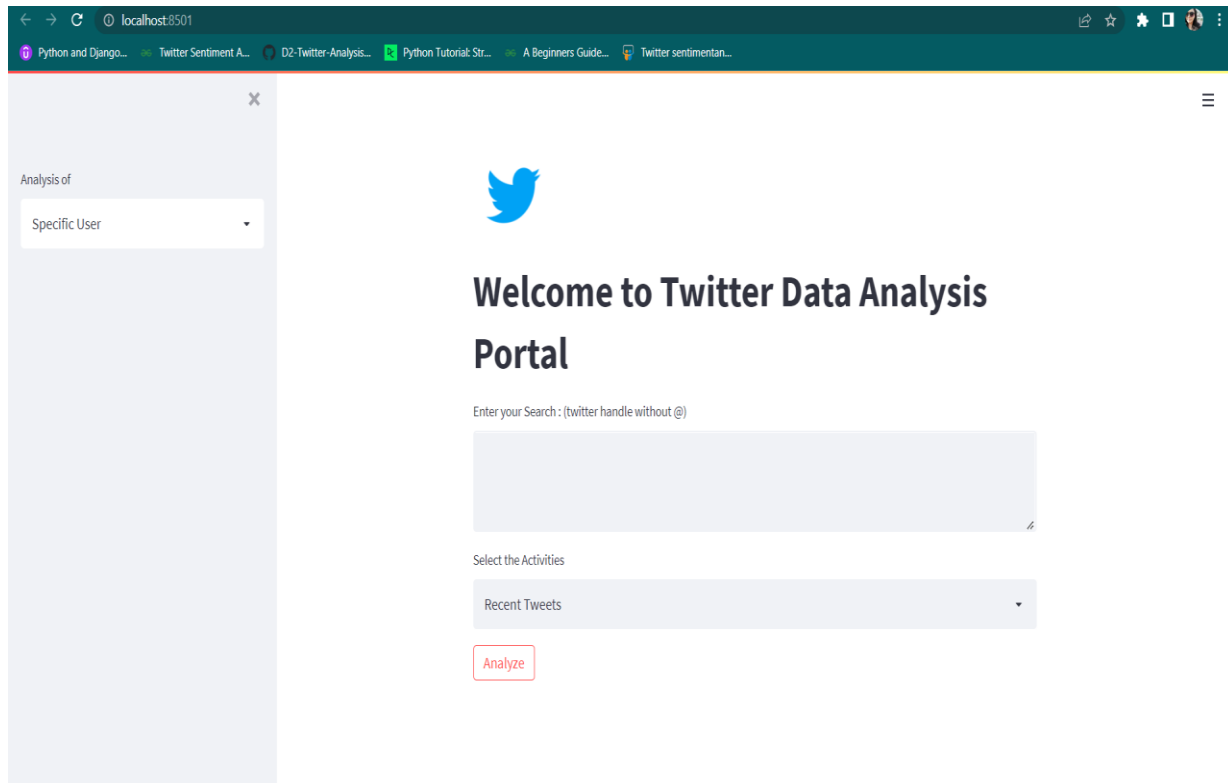 localhost:8501
Python and Django... Twitter Sentiment A... D2-Twitter-Analysis... Python Tutorial: Str... A Beginners Guide... Twitter sentimentan...
Analysis of
Specific User
Welcome to Twitter Data Analysis
Portal
Enter your Search : (twitter handle without @)
Select the Activities
Recent Tweets
Analyze